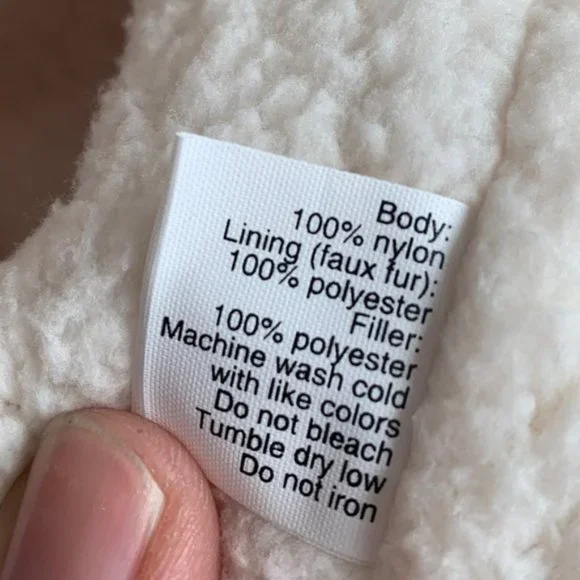 Body:
100% nylon
Lining (faux fur):
100% polyester
Filler:
100% polyester
Machine wash cold
with like colors
Do not bleach
Tumble dry low
Do not iron